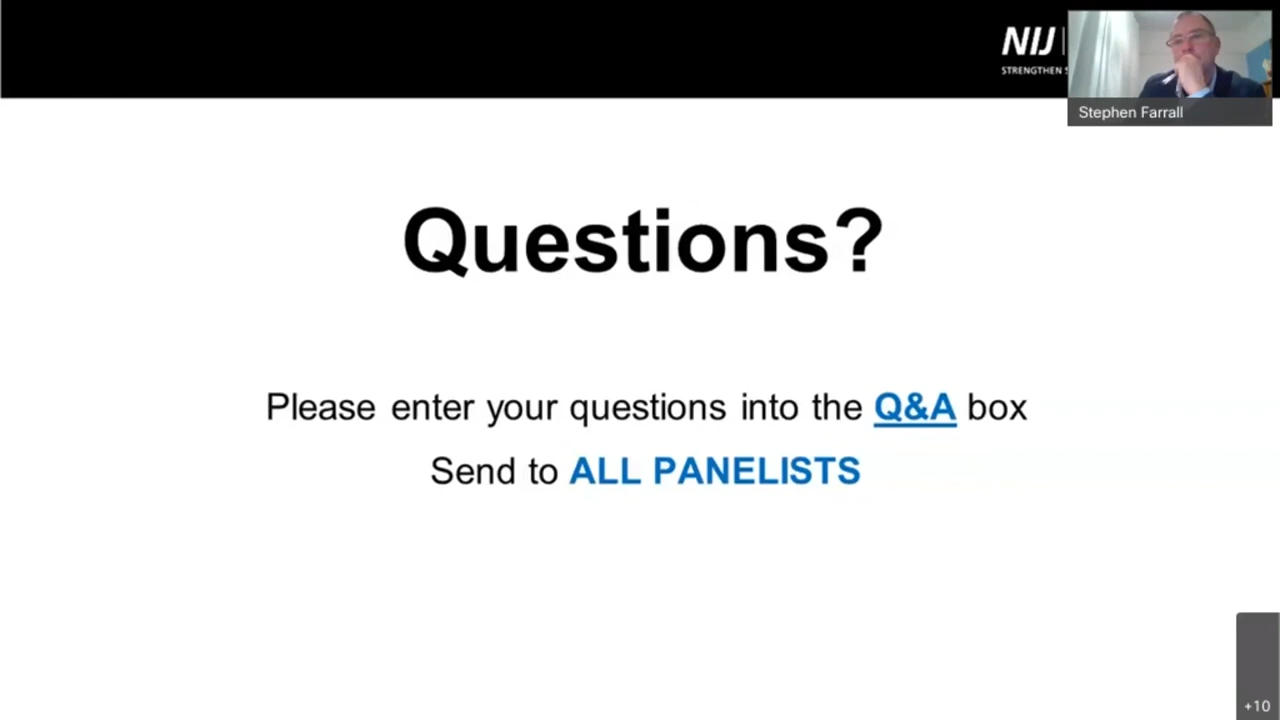 NIJ
STRENGTHEN
Stephen Farrall
Questions?
Please enter your questions into the Q&A box
Send to ALL PANELISTS
+10